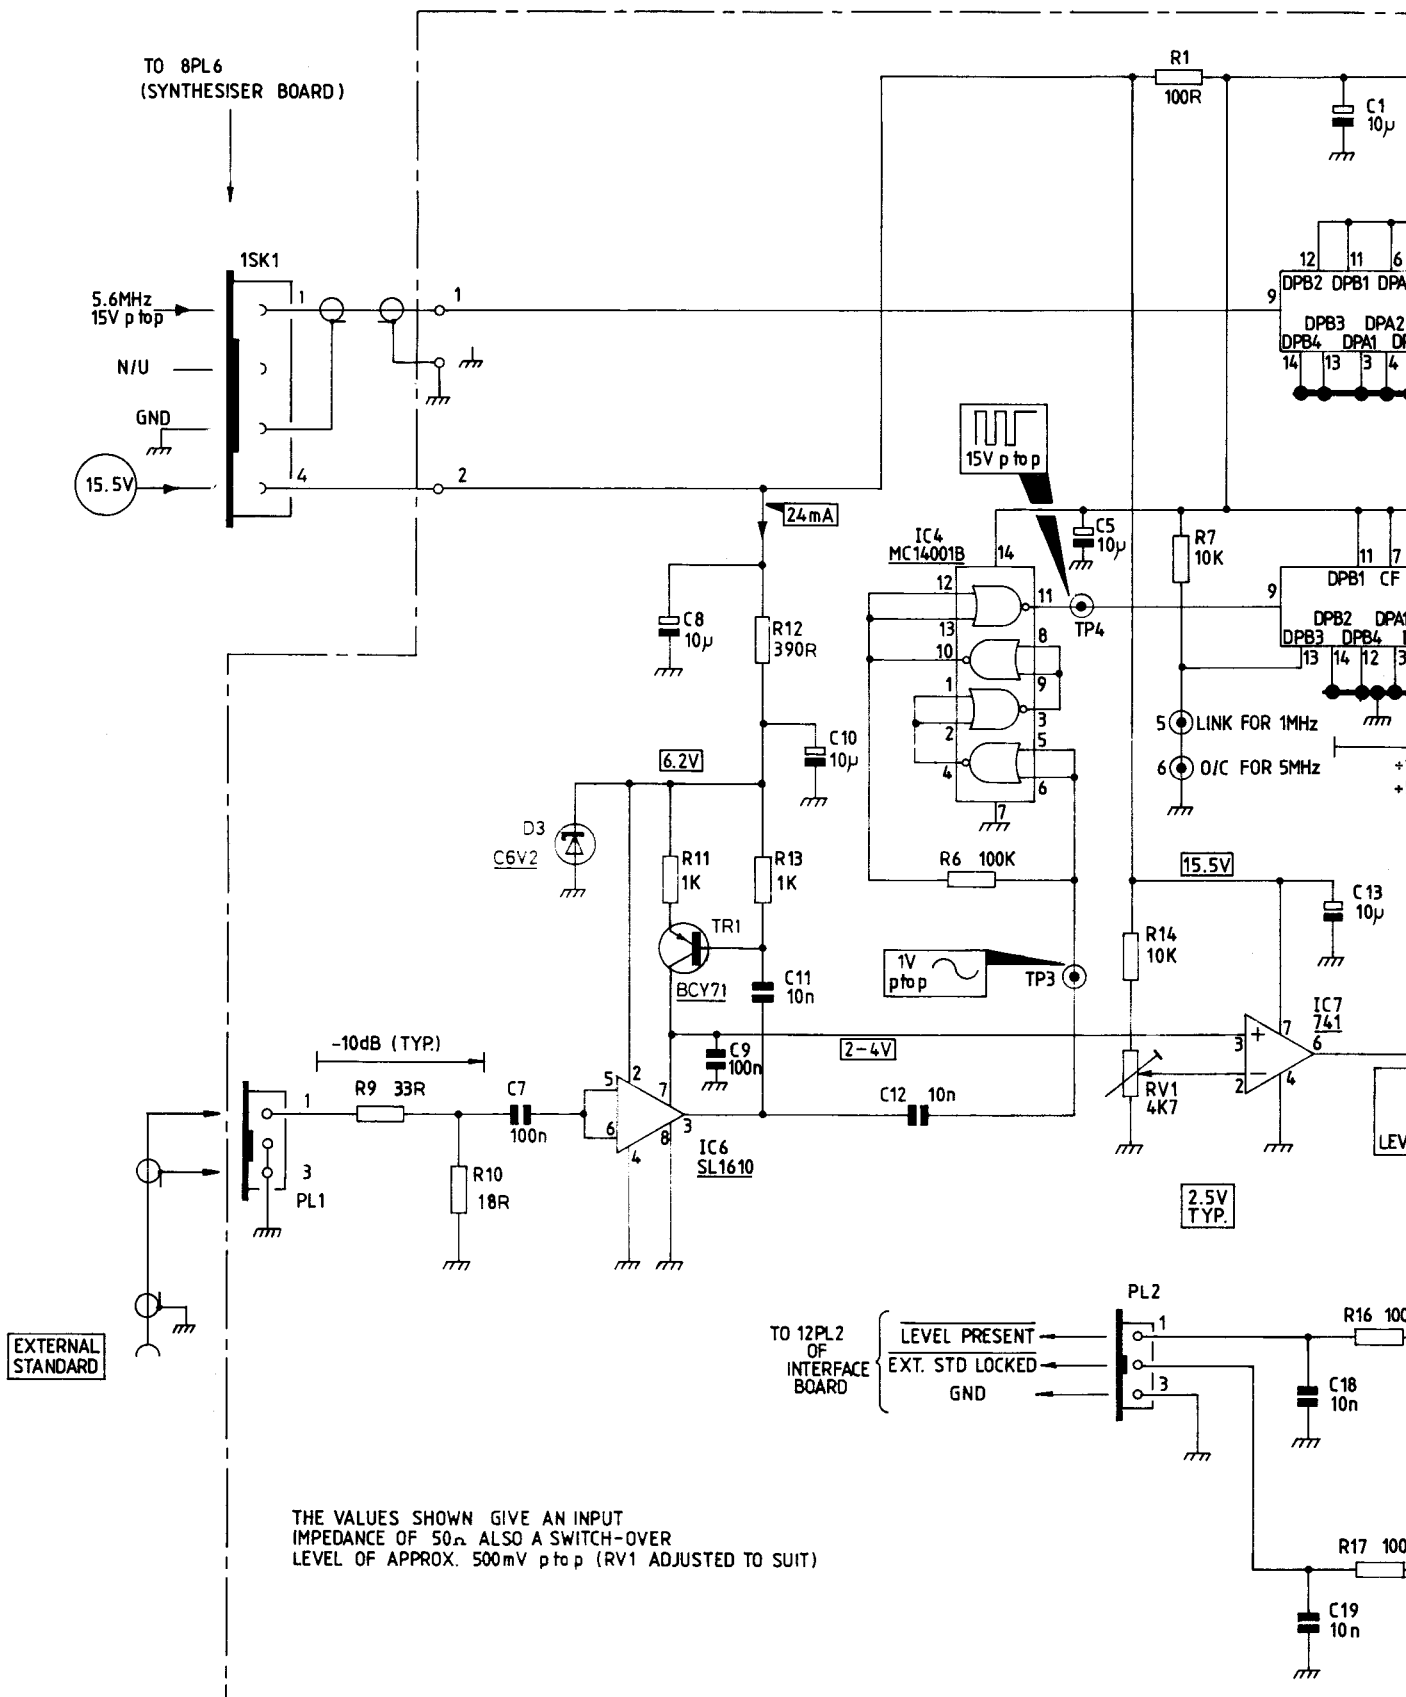 TO 8PL6
(SYNTHESISER BOARD)
R1
100R
C1
10µ
1SK1
12 11 6
DPB2 DPB1 DPA
5.6MHz
15V p to p
1
1
9
DPB3 DPA2
DPB4 DPA1
14 13 3 4
N/U
GND
15V p to p
15.5V
4
2
24mA
IC4
MC14001B
14
C5
10µ
R7
10K
11 7
DPB1 CF
12
11
9
13
TP4
DPB2 DPA1
DPB3 DPB4
13 14 12 3
C8
10µ
R12
390R
10
8
1
9
2
3
5
4
6
7
5 LINK FOR 1MHz
6 O/C FOR 5MHz
÷
+
C10
10µ
6.2V
D3
C6V2
R11
1K
R13
1K
R6 100K
15.5V
C13
10µ
TR1
BCY71
C11
10n
1V
p to p
TP3
R14
10K
IC7
741
-10dB (TYP.)
C9
100n
2-4V
3
+
7
6
2
−
4
RV1
4K7
1
R9 33R
C7
100n
5
2
7
6
4
8
3
IC6
SL1610
C12 10n
LEV
3
PL1
R10
18R
2.5V
TYP.
EXTERNAL
STANDARD
PL2
TO 12PL2
OF
INTERFACE
BOARD
LEVEL PRESENT
EXT. STD LOCKED
GND
1
3
R16 100
C18
10n
THE VALUES SHOWN GIVE AN INPUT
IMPEDANCE OF 50Ω ALSO A SWITCH-OVER
LEVEL OF APPROX. 500mV p to p (RV1 ADJUSTED TO SUIT)
R17 100
C19
10n